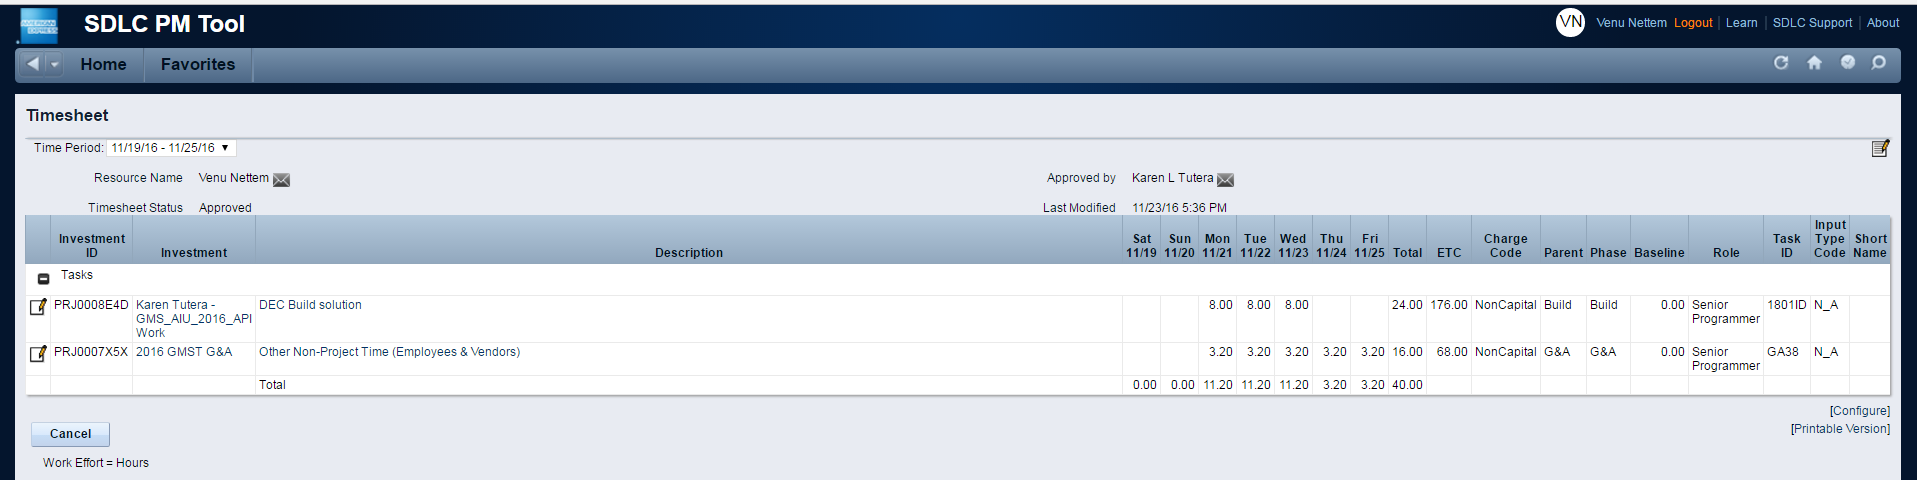 AMERICAN EXPRESS
SDLC PM Tool
VN Venu Nettem Logout | Learn | SDLC Support | About
Home Favorites
Timesheet
Time Period: 11/19/16 - 11/25/16
Resource Name Venu Nettem Approved by Karen L Tutera
Timesheet Status Approved Last Modified 11/23/16 5:36 PM
Investment ID Investment Description Sat 11/19 Sun 11/20 Mon 11/21 Tue 11/22 Wed 11/23 Thu 11/24 Fri 11/25 Total ETC Charge Code Parent Phase Baseline Role Task ID Input Type Code Short Name
Tasks
PRJ0008E4D Karen Tutera - GMS_AIU_2016_API Work DEC Build solution 8.00 8.00 8.00 24.00 176.00 NonCapital Build Build 0.00 Senior Programmer 1801ID N_A
PRJ0007X5X 2016 GMST G&A Other Non-Project Time (Employees & Vendors) 3.20 3.20 3.20 3.20 3.20 16.00 68.00 NonCapital G&A G&A 0.00 Senior Programmer GA38 N_A
Total 0.00 0.00 11.20 11.20 11.20 3.20 3.20 40.00
[Configure]
Cancel [Printable Version]
Work Effort = Hours